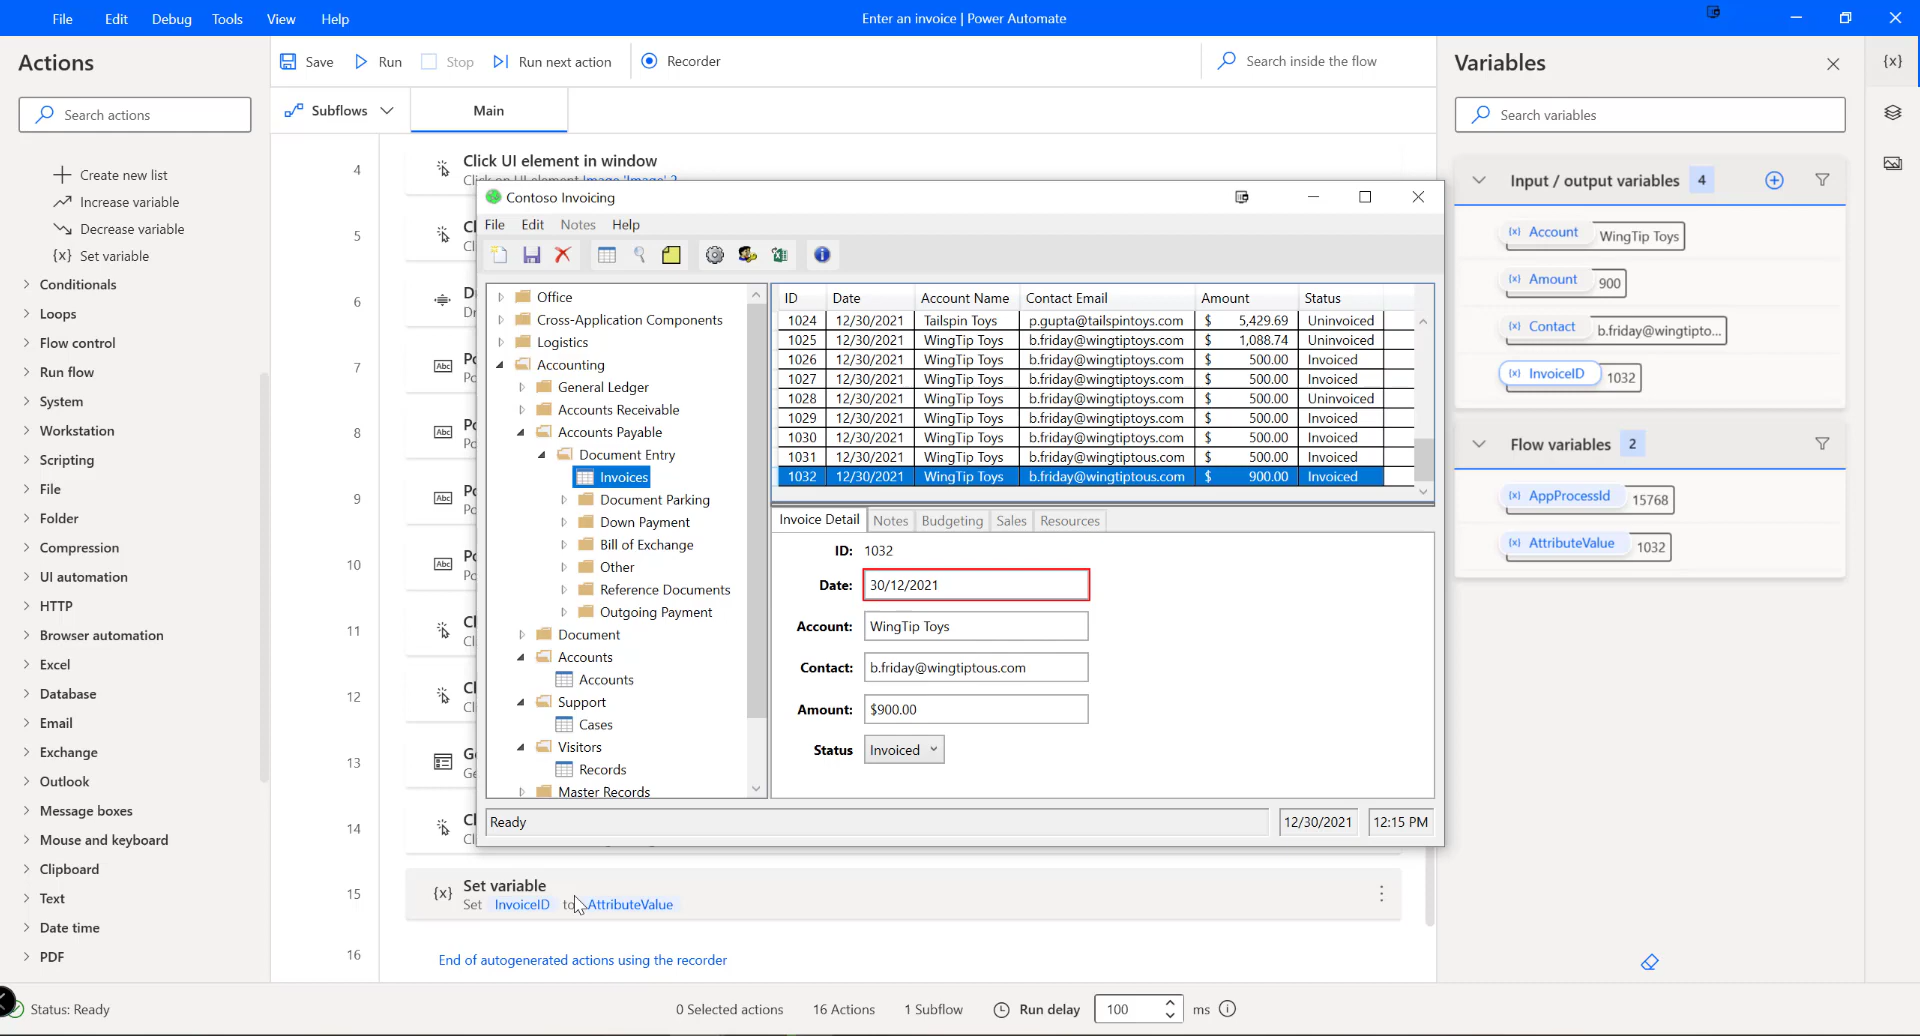 File Edit Debug Tools View Help
Enter an invoice | Power Automate
Actions
Search actions
Create new list
Increase variable
Decrease variable
{x} Set variable
Conditionals
Loops
Flow control
Run flow
System
Workstation
Scripting
File
Folder
Compression
UI automation
HTTP
Browser automation
Excel
Database
Email
Exchange
Outlook
Message boxes
Mouse and keyboard
Clipboard
Text
Date time
PDF
Save Run Stop Run next action Recorder
Search inside the flow
Subflows Main
4 Click UI element in window
5
6
7
8
9
10
11
12
13
14
15 {x} Set variable
Set InvoiceID to AttributeValue
16 End of autogenerated actions using the recorder
Contoso Invoicing
File Edit Notes Help
Office
Cross-Application Components
Logistics
Accounting
General Ledger
Accounts Receivable
Accounts Payable
Document Entry
Invoices
Document Parking
Down Payment
Bill of Exchange
Other
Reference Documents
Outgoing Payment
Document
Accounts
Accounts
Support
Cases
Visitors
Records
Master Records
ID Date Account Name Contact Email Amount Status
1024 12/30/2021 Tailspin Toys p.gupta@tailspintoys.com $ 5,429.69 Uninvoiced
1025 12/30/2021 WingTip Toys b.friday@wingtiptoys.com $ 1,088.74 Uninvoiced
1026 12/30/2021 WingTip Toys b.friday@wingtiptoys.com $ 500.00 Invoiced
1027 12/30/2021 WingTip Toys b.friday@wingtiptoys.com $ 500.00 Invoiced
1028 12/30/2021 WingTip Toys b.friday@wingtiptoys.com $ 500.00 Uninvoiced
1029 12/30/2021 WingTip Toys b.friday@wingtiptoys.com $ 500.00 Invoiced
1030 12/30/2021 WingTip Toys b.friday@wingtiptoys.com $ 500.00 Invoiced
1031 12/30/2021 WingTip Toys b.friday@wingtiptous.com $ 500.00 Invoiced
1032 12/30/2021 WingTip Toys b.friday@wingtiptous.com $ 900.00 Invoiced
Invoice Detail Notes Budgeting Sales Resources
ID: 1032
Date: 30/12/2021
Account: WingTip Toys
Contact: b.friday@wingtiptous.com
Amount: $900.00
Status Invoiced
Ready 12/30/2021 12:15 PM
Variables {x}
Search variables
Input / output variables 4
{x} Account WingTip Toys
{x} Amount 900
{x} Contact b.friday@wingtipto...
{x} InvoiceID 1032
Flow variables 2
{x} AppProcessId 15768
{x} AttributeValue 1032
Status: Ready 0 Selected actions 16 Actions 1 Subflow Run delay 100 ms